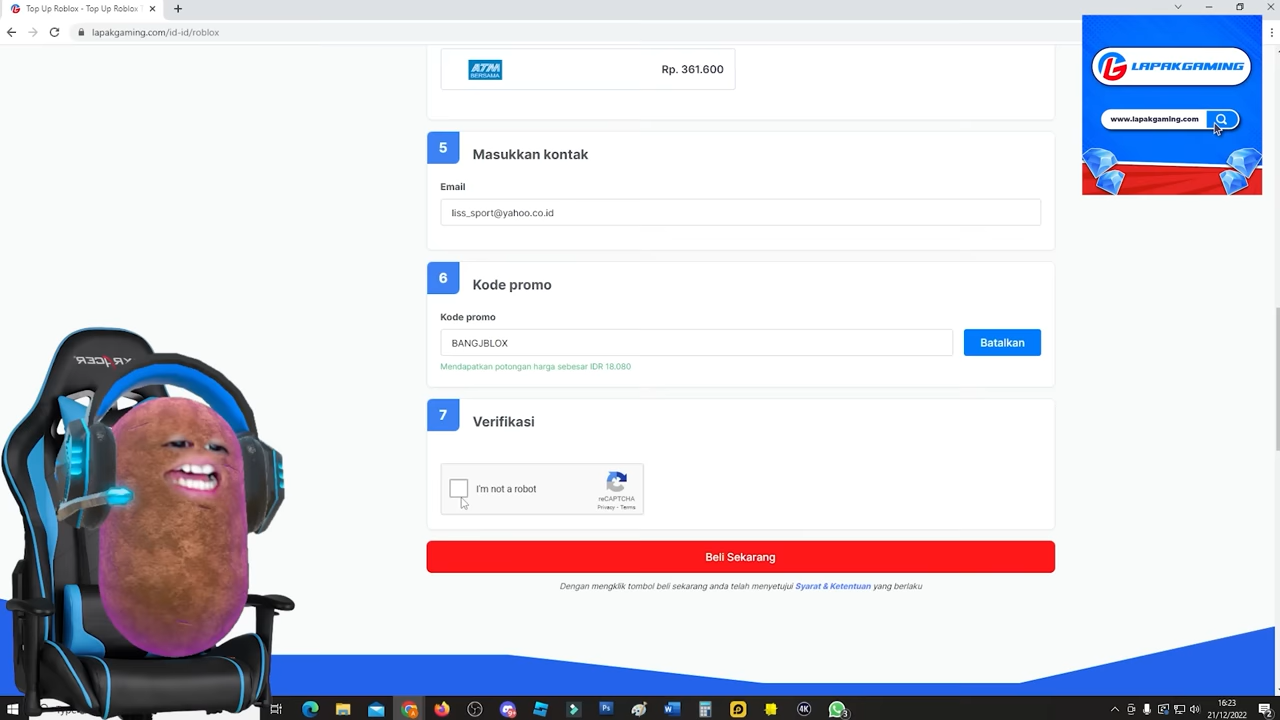 Top Up Roblox - Top Up Roblox
lapakgaming.com/id-id/roblox
LAPAKGAMING
www.lapakgaming.com
ATM
BERSAMA
Rp. 361.600
5
Masukkan kontak
Email
liss_sport@yahoo.co.id
6
Kode promo
Kode promo
BANGJBLOX
Batalkan
Mendapatkan potongan harga sebesar IDR 18.080
7
Verifikasi
I'm not a robot
reCAPTCHA
Privacy - Terms
Beli Sekarang
Dengan mengklik tombol beli sekarang anda telah menyetujui Syarat & Ketentuan yang berlaku
16:23
21/12/2022